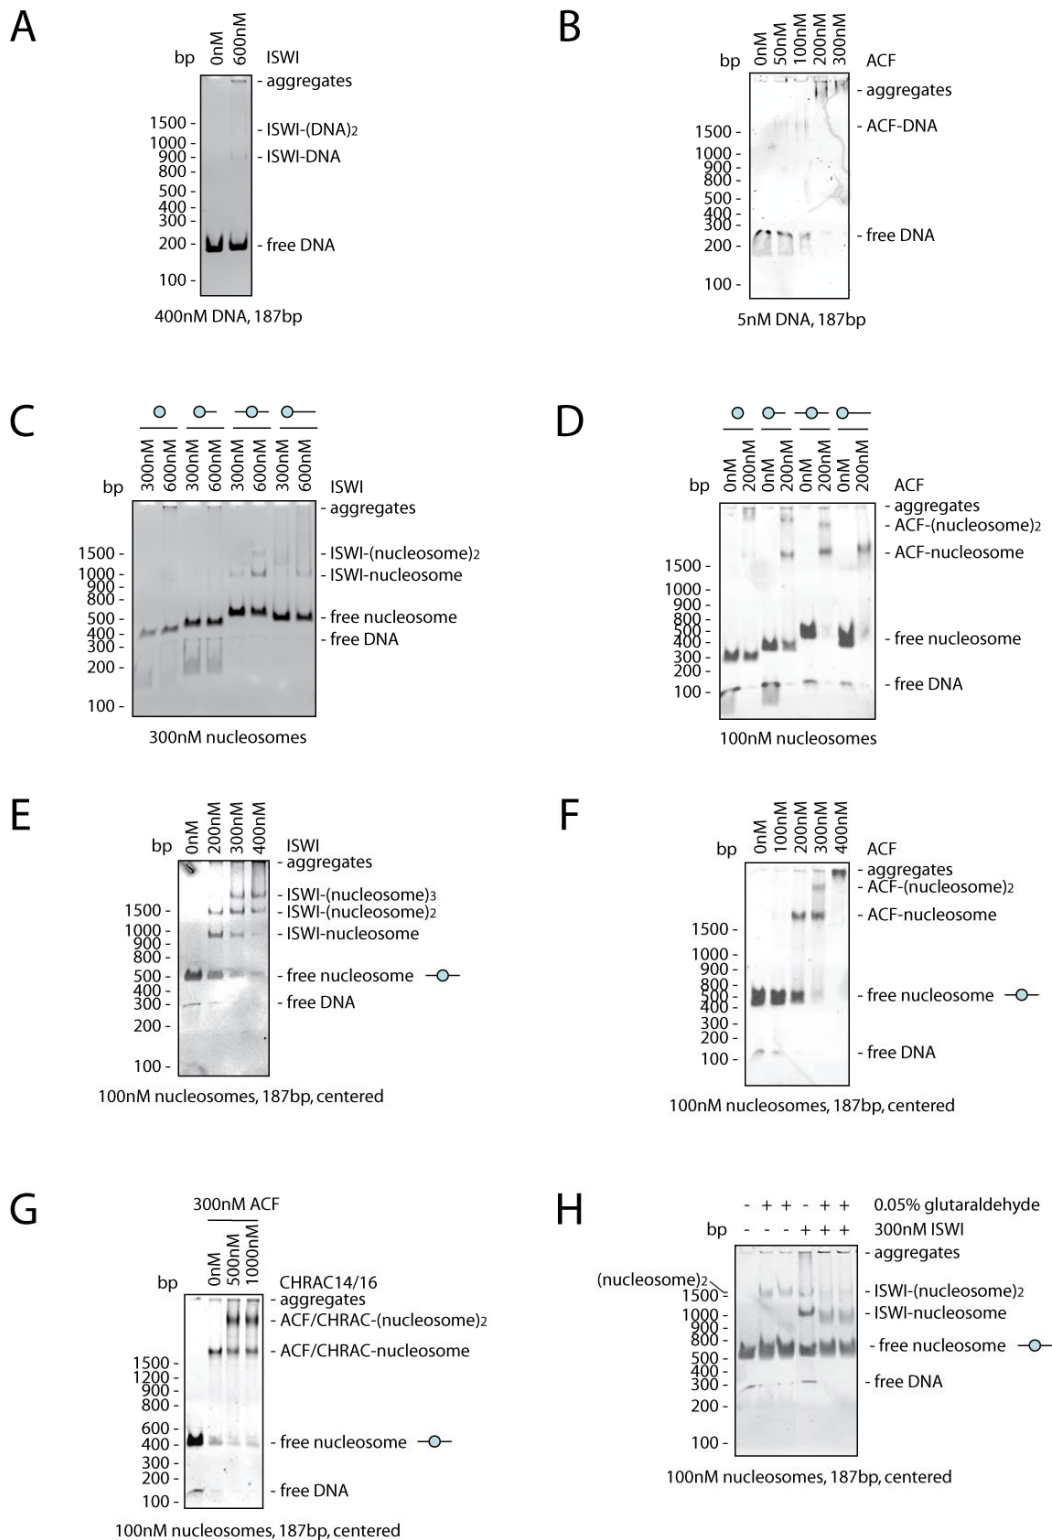 A
0nM
600nM
bp
ISWI
- aggregates
1500 -
- ISWI-(DNA)2
1000 -
900 -
- ISWI-DNA
800 -
500 -
400 -
300 -
200 -
- free DNA
100 -
400nM DNA, 187bp
B
0nM
50nM
100nM
200nM
300nM
bp
ACF
- aggregates
1500 -
- ACF-DNA
1000 -
900 -
800 -
500 -
400 -
300 -
200 -
- free DNA
100 -
5nM DNA, 187bp
C
300nM
600nM
300nM
600nM
300nM
600nM
300nM
600nM
bp
ISWI
- aggregates
1500 -
- ISWI-(nucleosome)2
1000 -
- ISWI-nucleosome
900 -
800 -
500 -
- free nucleosome
400 -
- free DNA
300 -
200 -
100 -
300nM nucleosomes
D
0nM
200nM
0nM
200nM
0nM
200nM
0nM
200nM
bp
ACF
- aggregates
- ACF-(nucleosome)2
- ACF-nucleosome
1500 -
1000 -
900 -
800 -
500 -
400 -
- free nucleosome
300 -
200 -
- free DNA
100 -
100nM nucleosomes
E
0nM
200nM
300nM
400nM
bp
ISWI
- aggregates
- ISWI-(nucleosome)3
1500 -
- ISWI-(nucleosome)2
1000 -
- ISWI-nucleosome
900 -
800 -
500 -
- free nucleosome
400 -
300 -
- free DNA
200 -
100 -
100nM nucleosomes, 187bp, centered
F
0nM
100nM
200nM
300nM
400nM
bp
ACF
- aggregates
- ACF-(nucleosome)2
- ACF-nucleosome
1500 -
1000 -
900 -
800 -
500 -
- free nucleosome
400 -
300 -
200 -
- free DNA
100 -
100nM nucleosomes, 187bp, centered
G
300nM ACF
0nM
500nM
1000nM
bp
CHRAC14/16
- aggregates
- ACF/CHRAC-(nucleosome)2
- ACF/CHRAC-nucleosome
1500 -
1200 -
900 -
800 -
600 -
400 -
- free nucleosome
300 -
200 -
- free DNA
100 -
100nM nucleosomes, 187bp, centered
H
- + + - + + 0.05% glutaraldehyde
bp - - - + + + 300nM ISWI
- aggregates
(nucleosome)2
1500 -
- ISWI-(nucleosome)2
1000 -
- ISWI-nucleosome
900 -
800 -
- free nucleosome
500 -
400 -
300 -
- free DNA
200 -
100 -
100nM nucleosomes, 187bp, centered